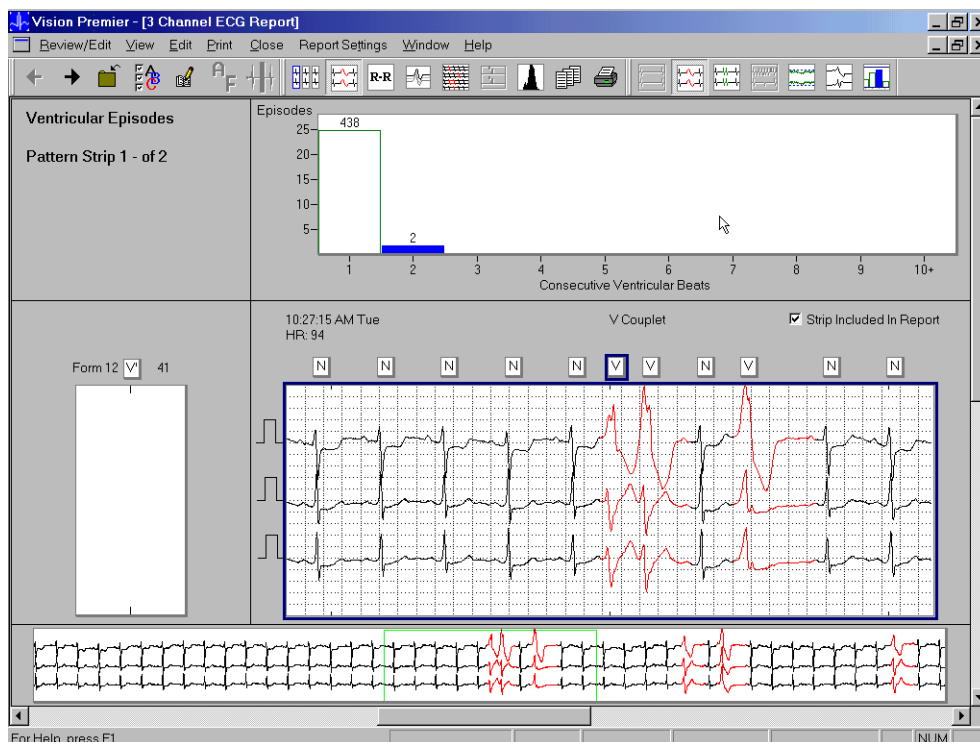 Vision Premier - [3 Channel ECG Report]
Review/Edit View Edit Print Close Report Settings Window Help
ABC AF R-R
Ventricular Episodes
Pattern Strip 1 - of 2
Episodes
438
25
20
15
10
5
2
1 2 3 4 5 6 7 8 9 10+
Consecutive Ventricular Beats
10:27:15 AM Tue V Couplet Strip Included In Report
HR: 94
Form 12 V' 41
N N N N N V V N V N N
For Help, press F1 NUM